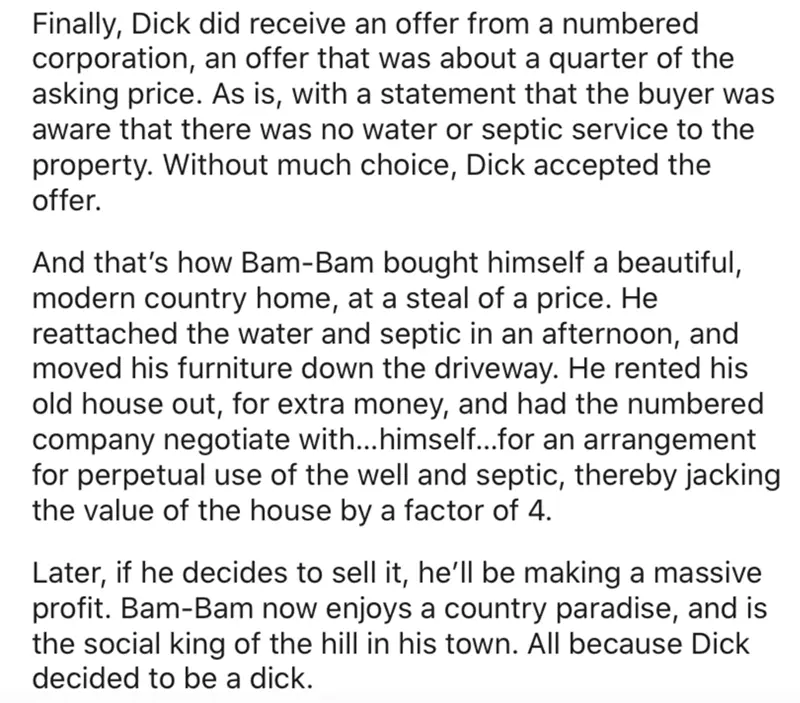 Finally, Dick did receive an offer from a numbered
corporation, an offer that was about a quarter of the
asking price. As is, with a statement that the buyer was
aware that there was no water or septic service to the
property. Without much choice, Dick accepted the
offer.
And that’s how Bam-Bam bought himself a beautiful,
modern country home, at a steal of a price. He
reattached the water and septic in an afternoon, and
moved his furniture down the driveway. He rented his
old house out, for extra money, and had the numbered
company negotiate with...himself...for an arrangement
for perpetual use of the well and septic, thereby jacking
the value of the house by a factor of 4.
Later, if he decides to sell it, he’ll be making a massive
profit. Bam-Bam now enjoys a country paradise, and is
the social king of the hill in his town. All because Dick
decided to be a dick.